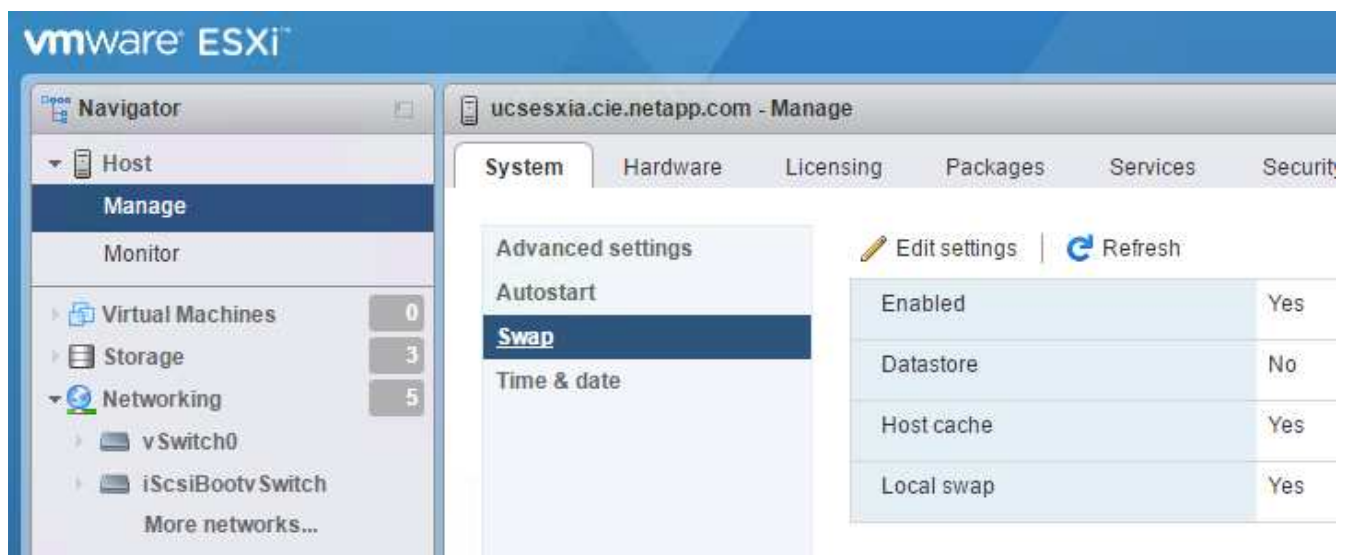 vmware ESXi™
Navigator
Host
Manage
Monitor
Virtual Machines 0
Storage 3
Networking 5
vSwitch0
iScsiBootvSwitch
More networks...
ucsesxia.cie.netapp.com - Manage
System Hardware Licensing Packages Services Security
Advanced settings
Autostart
Swap
Time & date
Edit settings | Refresh
Enabled Yes
Datastore No
Host cache Yes
Local swap Yes